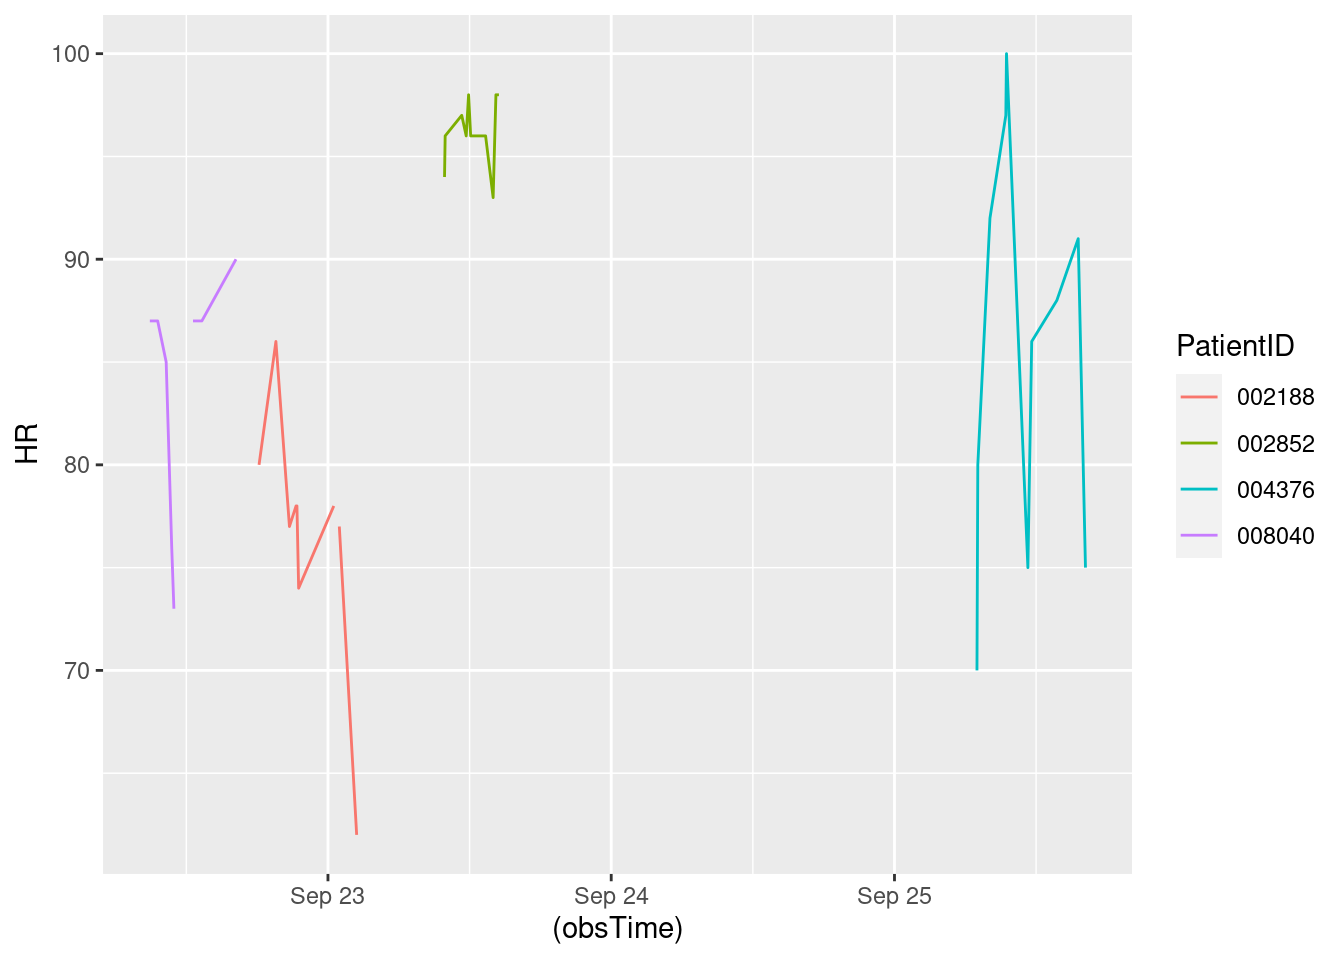 100
90
80
70
HR
Sep 23
Sep 24
Sep 25
(obsTime)
PatientID
002188
002852
004376
008040